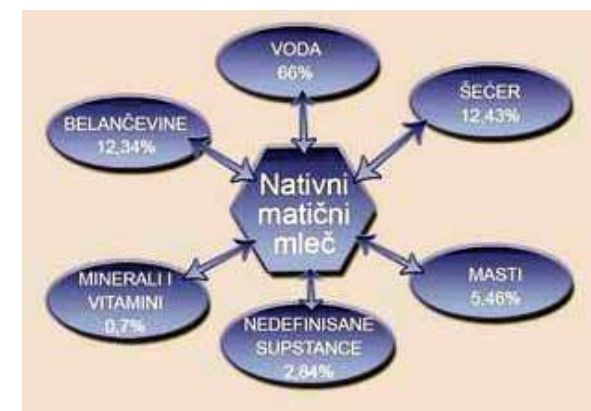 VODA
66%
ŠEĆER
12,43%
BELANČEVINE
12,34%
Nativni
matični
mleč
MASTI
5,46%
MINERALI I
VITAMINI
0,7%
NEDEFINISANE
SUPSTANCE
2,84%